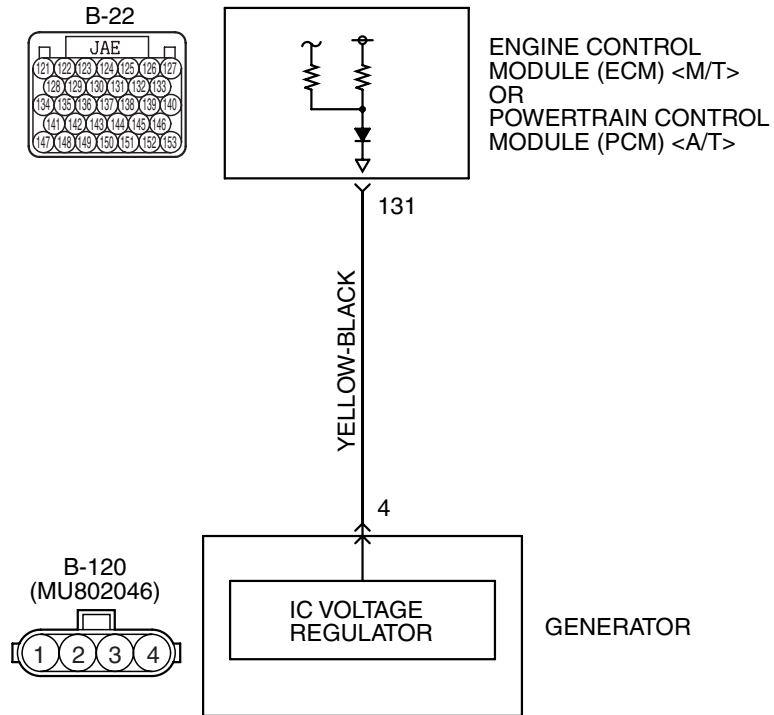 B-22
JAE
121 122 123 124 125 126 127
128 129 130 131 132 133
134 135 136 137 138 139 140
141 142 143 144 145 146
147 148 149 150 151 152 153
ENGINE CONTROL
MODULE (ECM) <M/T>
OR
POWERTRAIN CONTROL
MODULE (PCM) <A/T>
131
YELLOW-BLACK
4
B-120
(MU802046)
1 2 3 4
IC VOLTAGE
REGULATOR
GENERATOR